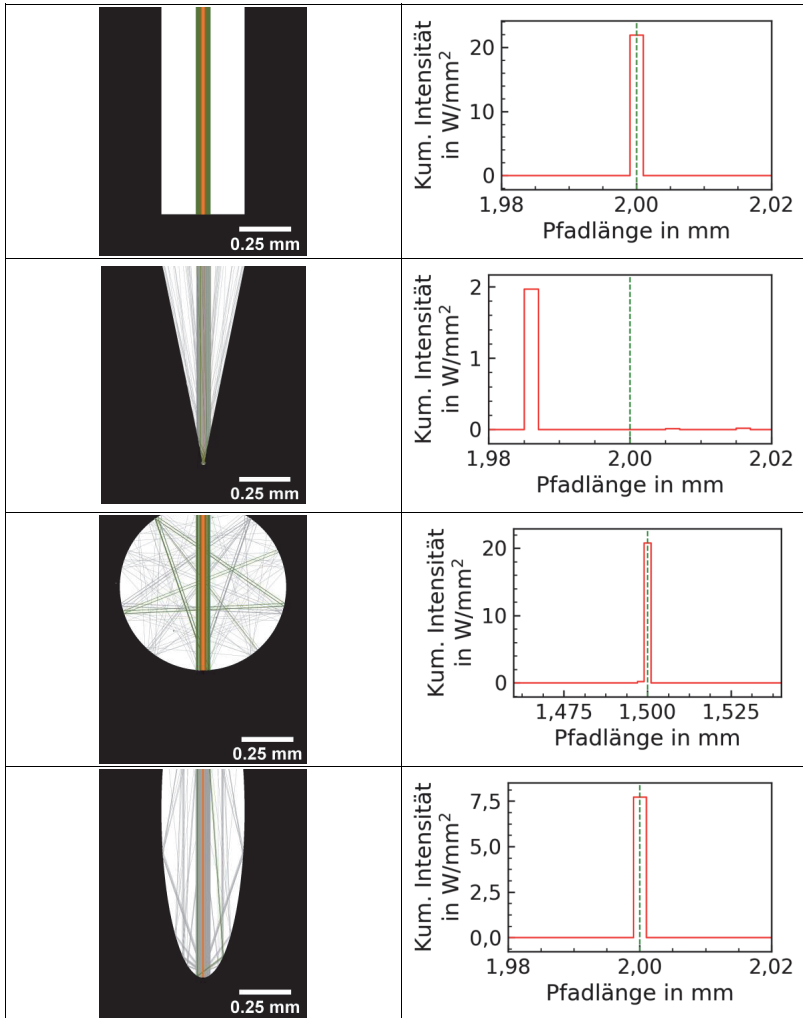 0.25 mm
Kum. Intensität
in W/mm²
20
10
0
1,98
2,00
2,02
Pfadlänge in mm
0.25 mm
Kum. Intensität
in W/mm²
2
1
0
1,98
2,00
2,02
Pfadlänge in mm
0.25 mm
Kum. Intensität
in W/mm²
20
10
0
1,475
1,500
1,525
Pfadlänge in mm
0.25 mm
Kum. Intensität
in W/mm²
7,5
5,0
2,5
0,0
1,98
2,00
2,02
Pfadlänge in mm